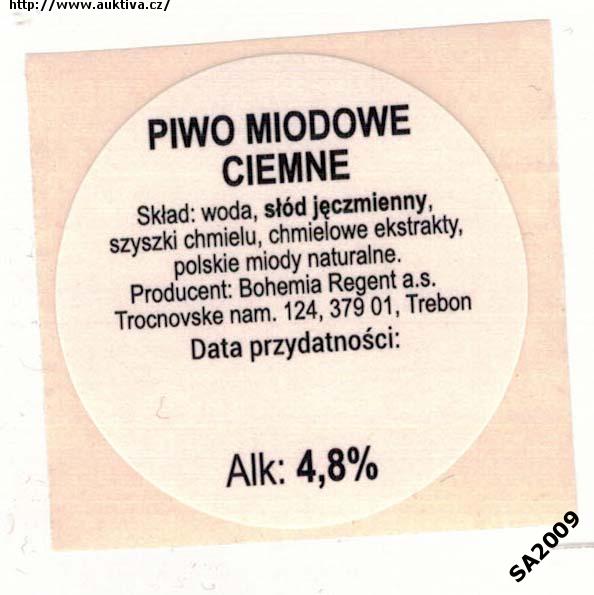 http://www.auktiva.cz/
PIWO MIODOWE
CIEMNE
Skład: woda, słód jęczmienny,
szyszki chmielu, chmielowe ekstrakty,
polskie miody naturalne.
Producent: Bohemia Regent a.s.
Trocnovske nam. 124, 379 01, Trebon
Data przydatności:
Alk: 4,8%
SA2009